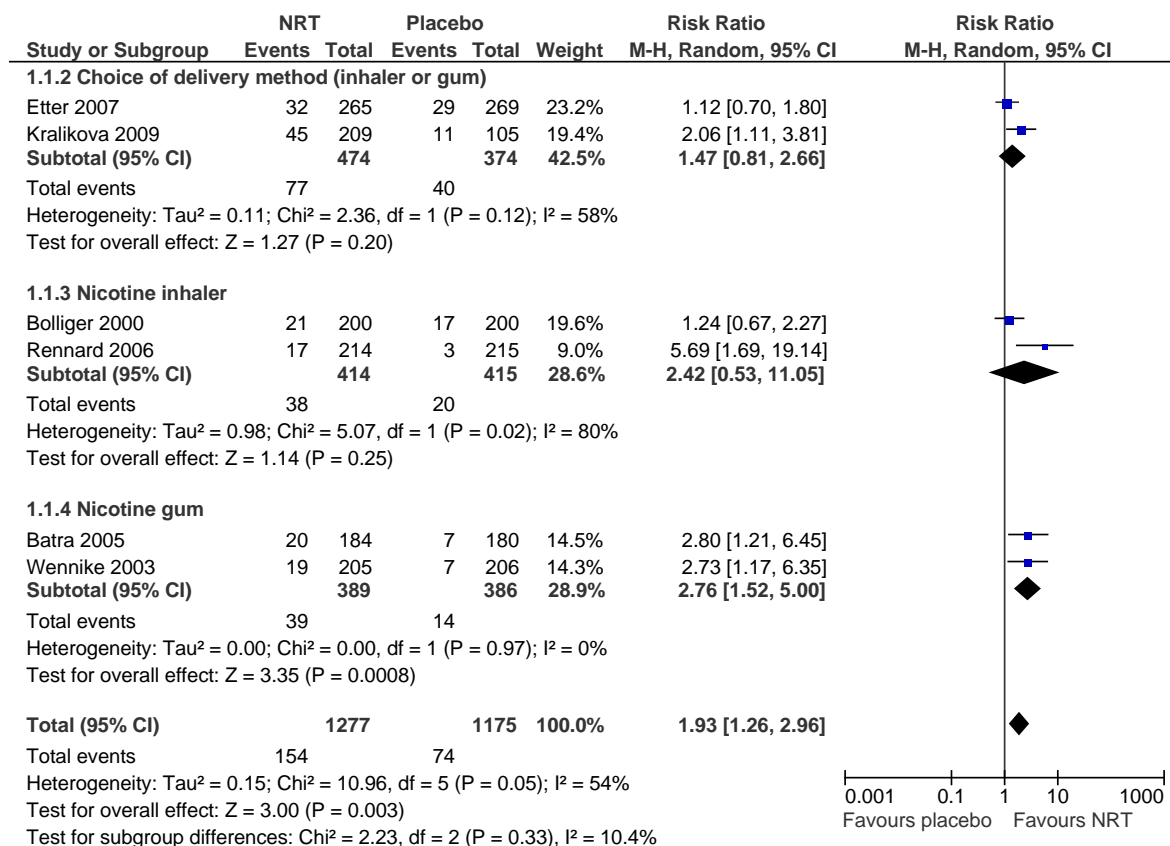 NRT Placebo Risk Ratio Risk Ratio
Study or Subgroup Events Total Events Total Weight M-H, Random, 95% CI M-H, Random, 95% CI
1.1.2 Choice of delivery method (inhaler or gum)
Etter 2007 32 265 29 269 23.2% 1.12 [0.70, 1.80]
Kralikova 2009 45 209 11 105 19.4% 2.06 [1.11, 3.81]
Subtotal (95% CI) 474 374 42.5% 1.47 [0.81, 2.66]
Total events 77 40
Heterogeneity: Tau² = 0.11; Chi² = 2.36, df = 1 (P = 0.12); I² = 58%
Test for overall effect: Z = 1.27 (P = 0.20)
1.1.3 Nicotine inhaler
Bolliger 2000 21 200 17 200 19.6% 1.24 [0.67, 2.27]
Rennard 2006 17 214 3 215 9.0% 5.69 [1.69, 19.14]
Subtotal (95% CI) 414 415 28.6% 2.42 [0.53, 11.05]
Total events 38 20
Heterogeneity: Tau² = 0.98; Chi² = 5.07, df = 1 (P = 0.02); I² = 80%
Test for overall effect: Z = 1.14 (P = 0.25)
1.1.4 Nicotine gum
Batra 2005 20 184 7 180 14.5% 2.80 [1.21, 6.45]
Wennike 2003 19 205 7 206 14.3% 2.73 [1.17, 6.35]
Subtotal (95% CI) 389 386 28.9% 2.76 [1.52, 5.00]
Total events 39 14
Heterogeneity: Tau² = 0.00; Chi² = 0.00, df = 1 (P = 0.97); I² = 0%
Test for overall effect: Z = 3.35 (P = 0.0008)
Total (95% CI) 1277 1175 100.0% 1.93 [1.26, 2.96]
Total events 154 74
Heterogeneity: Tau² = 0.15; Chi² = 10.96, df = 5 (P = 0.05); I² = 54%
Test for overall effect: Z = 3.00 (P = 0.003)
Test for subgroup differences: Chi² = 2.23, df = 2 (P = 0.33), I² = 10.4%
0.001 0.1 1 10 1000
Favours placebo Favours NRT